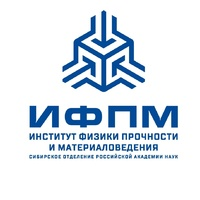 ИФПМ
ИНСТИТУТ ФИЗИКИ ПРОЧНОСТИ
И МАТЕРИАЛОВЕДЕНИЯ
СИБИРСКОЕ ОТДЕЛЕНИЕ РОССИЙСКОЙ АКАДЕМИИ НАУК